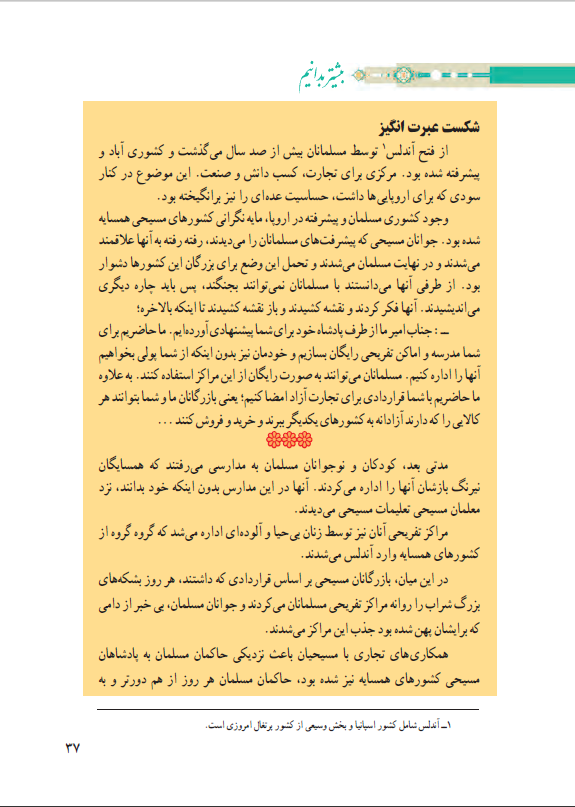 بیشتر بدانیم
شکست عبرت انگیز
از فتح آندلس۱ توسط مسلمانان بیش از صد سال می‌گذشت و کشوری آباد و
پیشرفته شده بود. مرکزی برای تجارت، کسب دانش و صنعت. این موضوع در کنار
سودی که برای اروپایی‌ها داشت، حساسیت عده‌ای را نیز برانگیخته بود.
وجود کشوری مسلمان و پیشرفته در اروپا، مایه نگرانی کشورهای مسیحی همسایه
شده بود. جوانان مسیحی که پیشرفت‌های مسلمانان را می‌دیدند، رفته رفته به آنها علاقمند
می‌شدند و در نهایت مسلمان می‌شدند و تحمل این وضع برای بزرگان این کشورها دشوار
بود. از طرفی آنها می‌دانستند با مسلمانان نمی‌توانند بجنگند، پس باید چاره دیگری
می‌اندیشیدند. آنها فکر کردند و نقشه کشیدند و باز نقشه کشیدند تا اینکه بالاخره؛
ــ : جناب امیر ما از طرف پادشاه خود برای شما پیشنهادی آورده‌ایم. ما حاضریم برای
شما مدرسه و اماکن تفریحی رایگان بسازیم و خودمان نیز بدون اینکه از شما پولی بخواهیم
آنها را اداره کنیم. مسلمانان می‌توانند به صورت رایگان از این مراکز استفاده کنند. به علاوه
ما حاضریم با شما قراردادی برای تجارت آزاد امضا کنیم؛ یعنی بازرگانان ما و شما بتوانند هر
کالایی را که دارند آزادانه به کشورهای یکدیگر ببرند و خرید و فروش کنند …
مدتی بعد، کودکان و نوجوانان مسلمان به مدارسی می‌رفتند که همسایگان
نیرنگ بازشان آنها را اداره می‌کردند. آنها در این مدارس بدون اینکه خود بدانند، نزد
معلمان مسیحی تعلیمات مسیحی می‌دیدند.
مراکز تفریحی آنان نیز توسط زنان بی‌حیا و آلوده‌ای اداره می‌شد که گروه گروه از
کشورهای همسایه وارد آندلس می‌شدند.
در این میان، بازرگانان مسیحی بر اساس قراردادی که داشتند، هر روز بشکه‌های
بزرگ شراب را روانه مراکز تفریحی مسلمانان می‌کردند و جوانان مسلمان، بی خبر از دامی
که برایشان پهن شده بود جذب این مراکز می‌شدند.
همکاری‌های تجاری با مسیحیان باعث نزدیکی حاکمان مسلمان به پادشاهان
مسیحی کشورهای همسایه نیز شده بود، حاکمان مسلمان هر روز از هم دورتر و به
۱ــ آندلس شامل کشور اسپانیا و بخش وسیعی از کشور پرتغال امروزی است.
۳۷